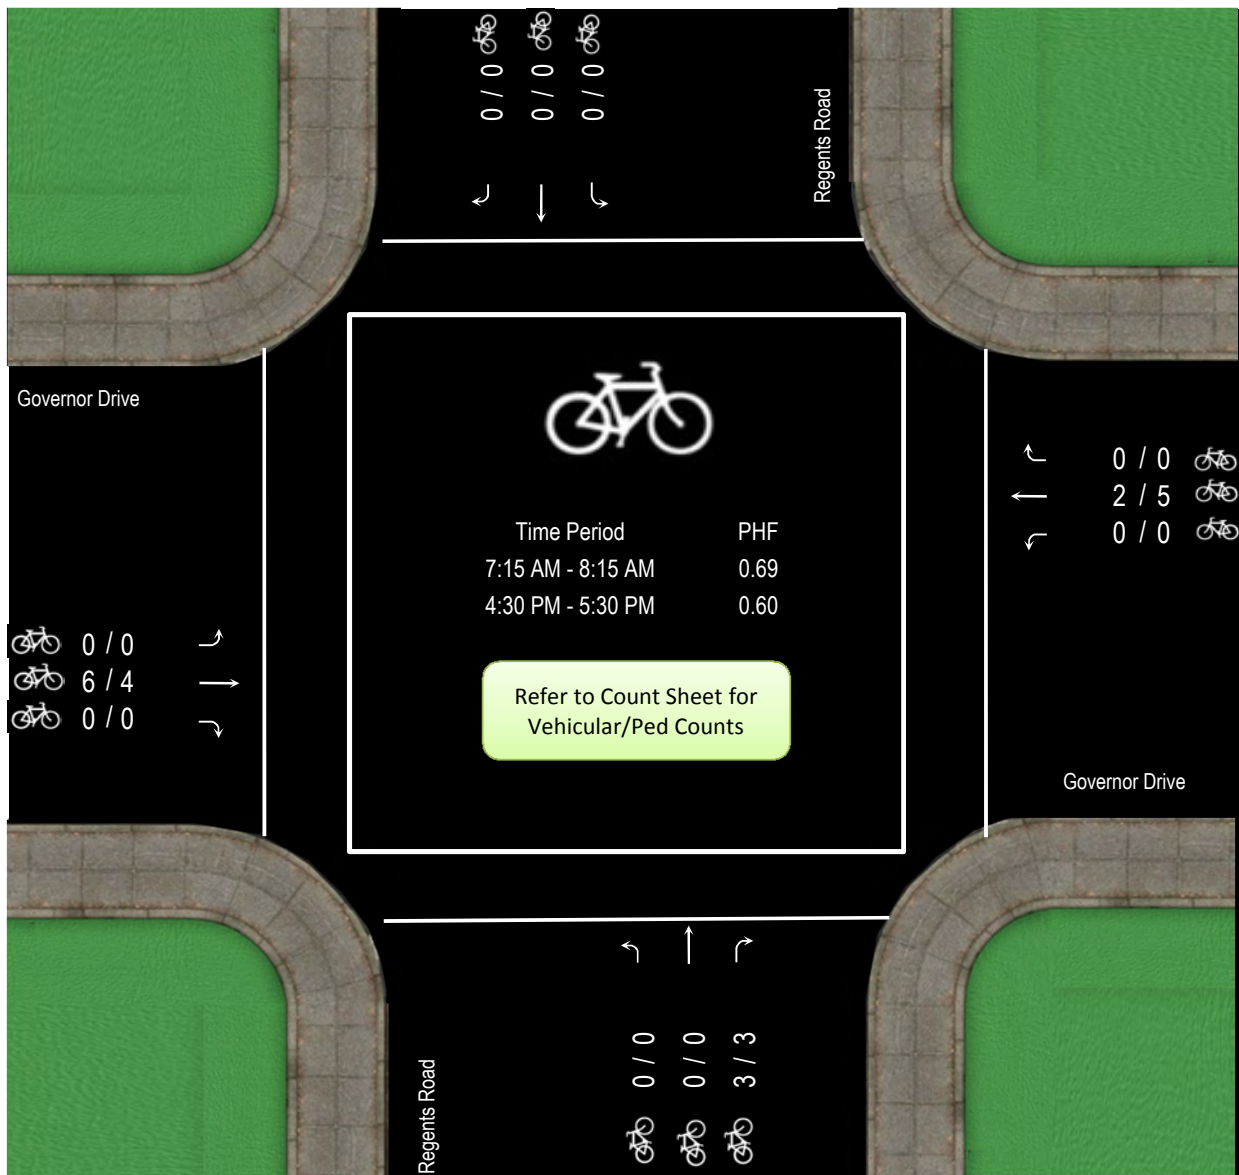 0 / 0
0 / 0
0 / 0
Regents Road
Governor Drive
0 / 0
2 / 5
0 / 0
Time Period PHF
7:15 AM - 8:15 AM 0.69
4:30 PM - 5:30 PM 0.60
0 / 0
6 / 4
0 / 0
Refer to Count Sheet for
Vehicular/Ped Counts
Governor Drive
0 / 0
0 / 0
3 / 3
Regents Road